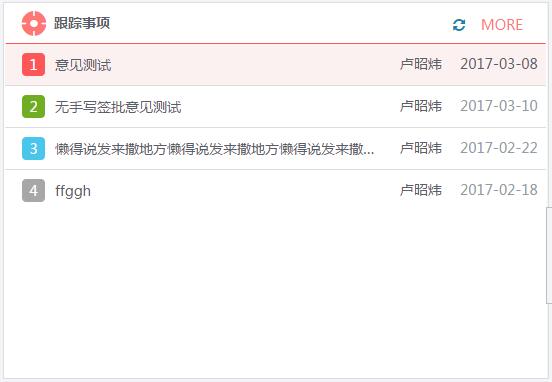 跟踪事项 MORE
1 意见测试 卢昭炜 2017-03-08
2 无手写签批意见测试 卢昭炜 2017-03-10
3 懒得说发来撒地方懒得说发来撒地方懒得说发来撒... 卢昭炜 2017-02-22
4 ffggh 卢昭炜 2017-02-18